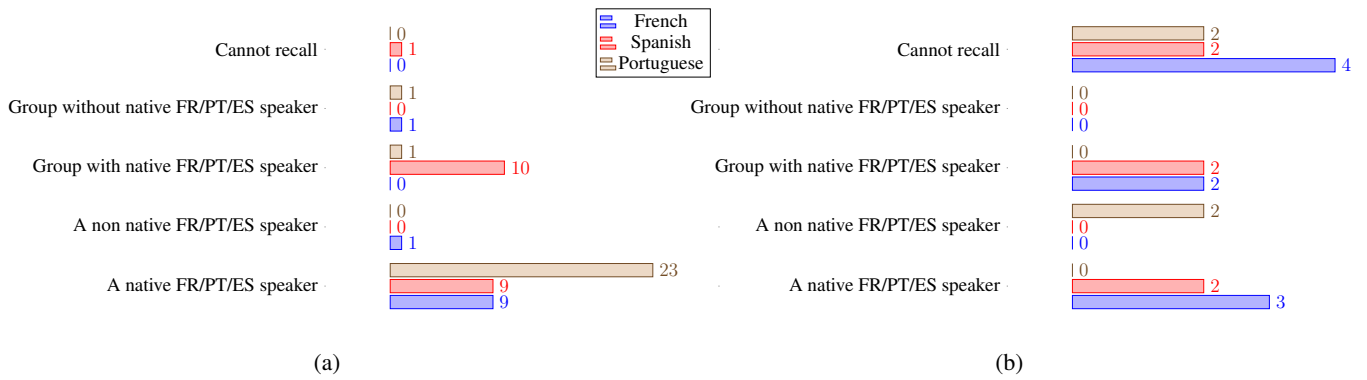 French
Spanish
Portuguese
Cannot recall
0
1
0
Group without native FR/PT/ES speaker
1
0
1
Group with native FR/PT/ES speaker
1
10
0
A non native FR/PT/ES speaker
0
0
1
A native FR/PT/ES speaker
23
9
9
(a)
Cannot recall
2
2
4
Group without native FR/PT/ES speaker
0
0
0
Group with native FR/PT/ES speaker
0
2
2
A non native FR/PT/ES speaker
2
0
0
A native FR/PT/ES speaker
0
2
3
(b)